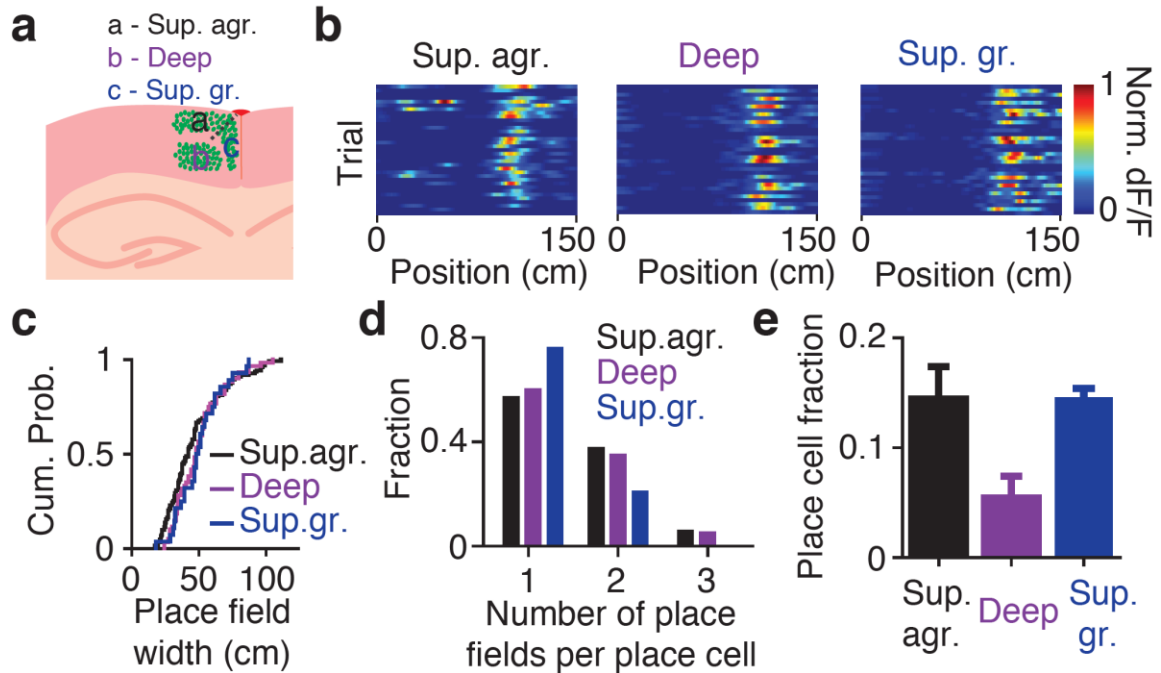 a
a - Sup. agr.
b - Deep
c - Sup. gr.
a
b
c
b
Sup. agr.
Deep
Sup. gr.
Trial
0
150
Position (cm)
0
150
Position (cm)
0
150
Position (cm)
1
0
Norm. dF/F
c
Cum. Prob.
1
0.5
0
Sup.agr.
Deep
Sup.gr.
0
50
100
Place field
width (cm)
d
Fraction
0.8
0.4
0
Sup.agr.
Deep
Sup.gr.
1
2
3
Number of place
fields per place cell
e
Place cell fraction
0.2
0.1
0
Sup.
agr.
Deep
Sup.
gr.